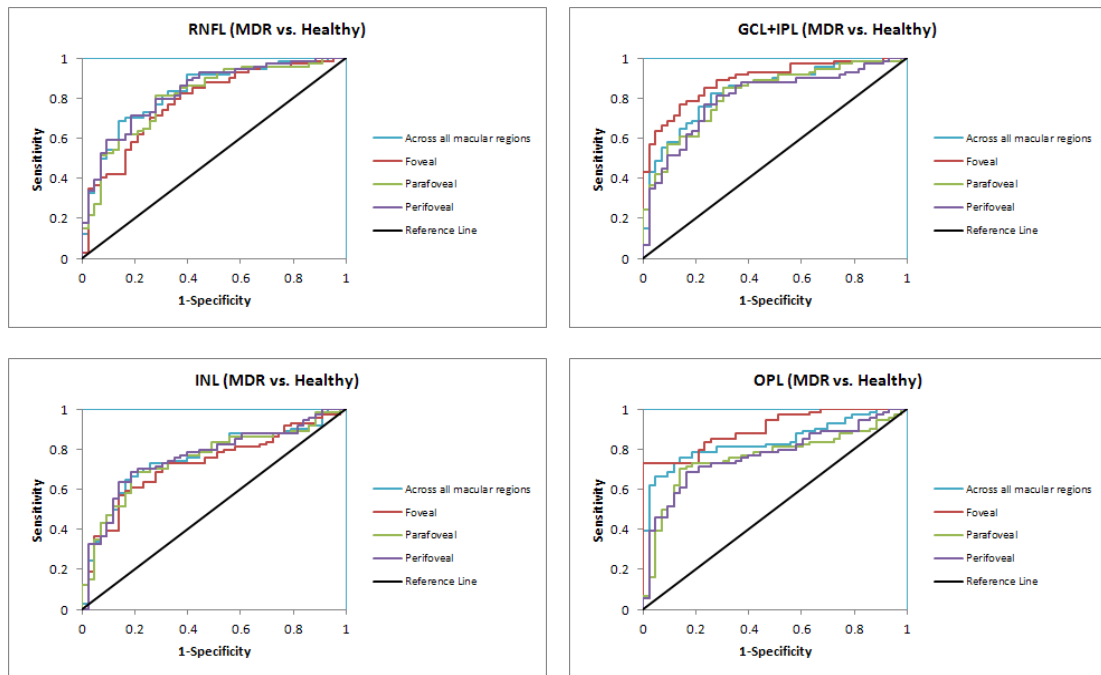 RNFL (MDR vs. Healthy)
Sensitivity
1
0.8
0.6
0.4
0.2
0
0
0.2
0.4
0.6
0.8
1
1-Specificity
Across all macular regions
Foveal
Parafoveal
Perifoveal
Reference Line
GCL+IPL (MDR vs. Healthy)
Sensitivity
1
0.8
0.6
0.4
0.2
0
0
0.2
0.4
0.6
0.8
1
1-Specificity
Across all macular regions
Foveal
Parafoveal
Perifoveal
Reference Line
INL (MDR vs. Healthy)
Sensitivity
1
0.8
0.6
0.4
0.2
0
0
0.2
0.4
0.6
0.8
1
1-Specificity
Across all macular regions
Foveal
Parafoveal
Perifoveal
Reference Line
OPL (MDR vs. Healthy)
Sensitivity
1
0.8
0.6
0.4
0.2
0
0
0.2
0.4
0.6
0.8
1
1-Specificity
Across all macular regions
Foveal
Parafoveal
Perifoveal
Reference Line